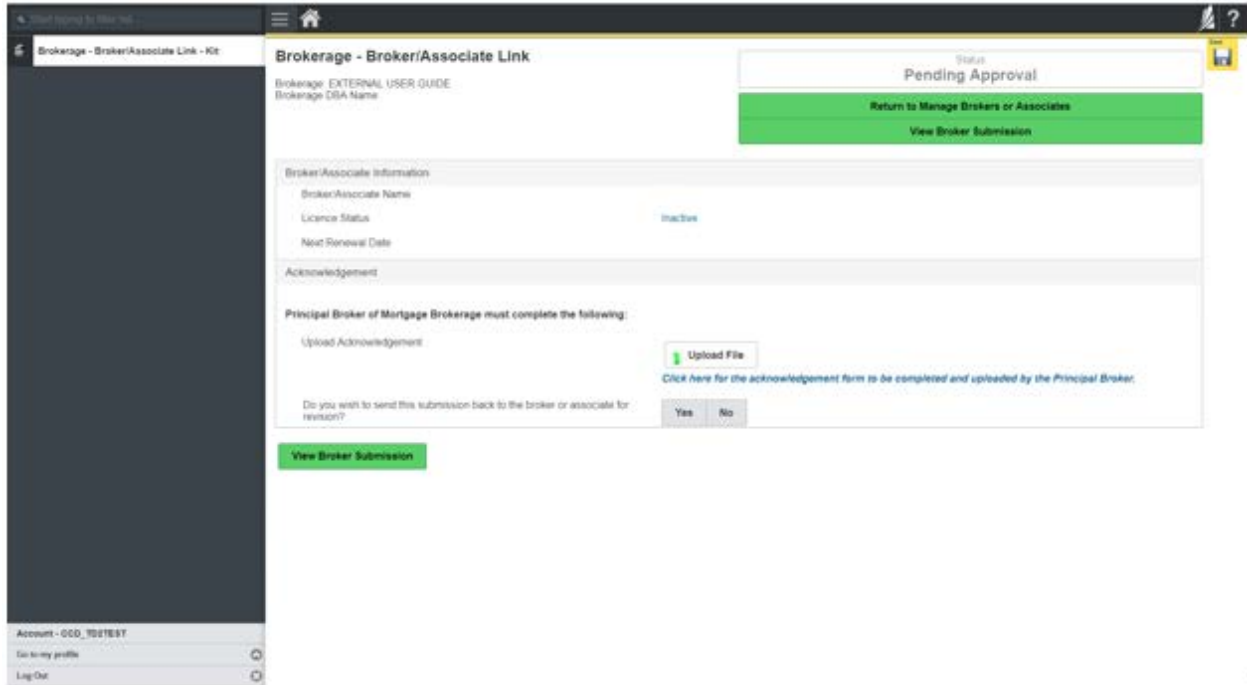 Start typing to filter list...
?
Brokerage - Broker/Associate Link - Kit
Brokerage - Broker/Associate Link
Brokerage EXTERNAL USER GUIDE
Brokerage DBA Name
Status
Pending Approval
Save
Return to Manage Brokers or Associates
View Broker Submission
Broker/Associate Information
Broker/Associate Name
Licence Status Inactive
Next Renewal Date
Acknowledgement
Principal Broker of Mortgage Brokerage must complete the following:
Upload Acknowledgement
Upload File
Click here for the acknowledgement form to be completed and uploaded by the Principal Broker.
Do you wish to send this submission back to the broker or associate for
revision?
Yes No
View Broker Submission
Account -
Go to my profile
Log Out